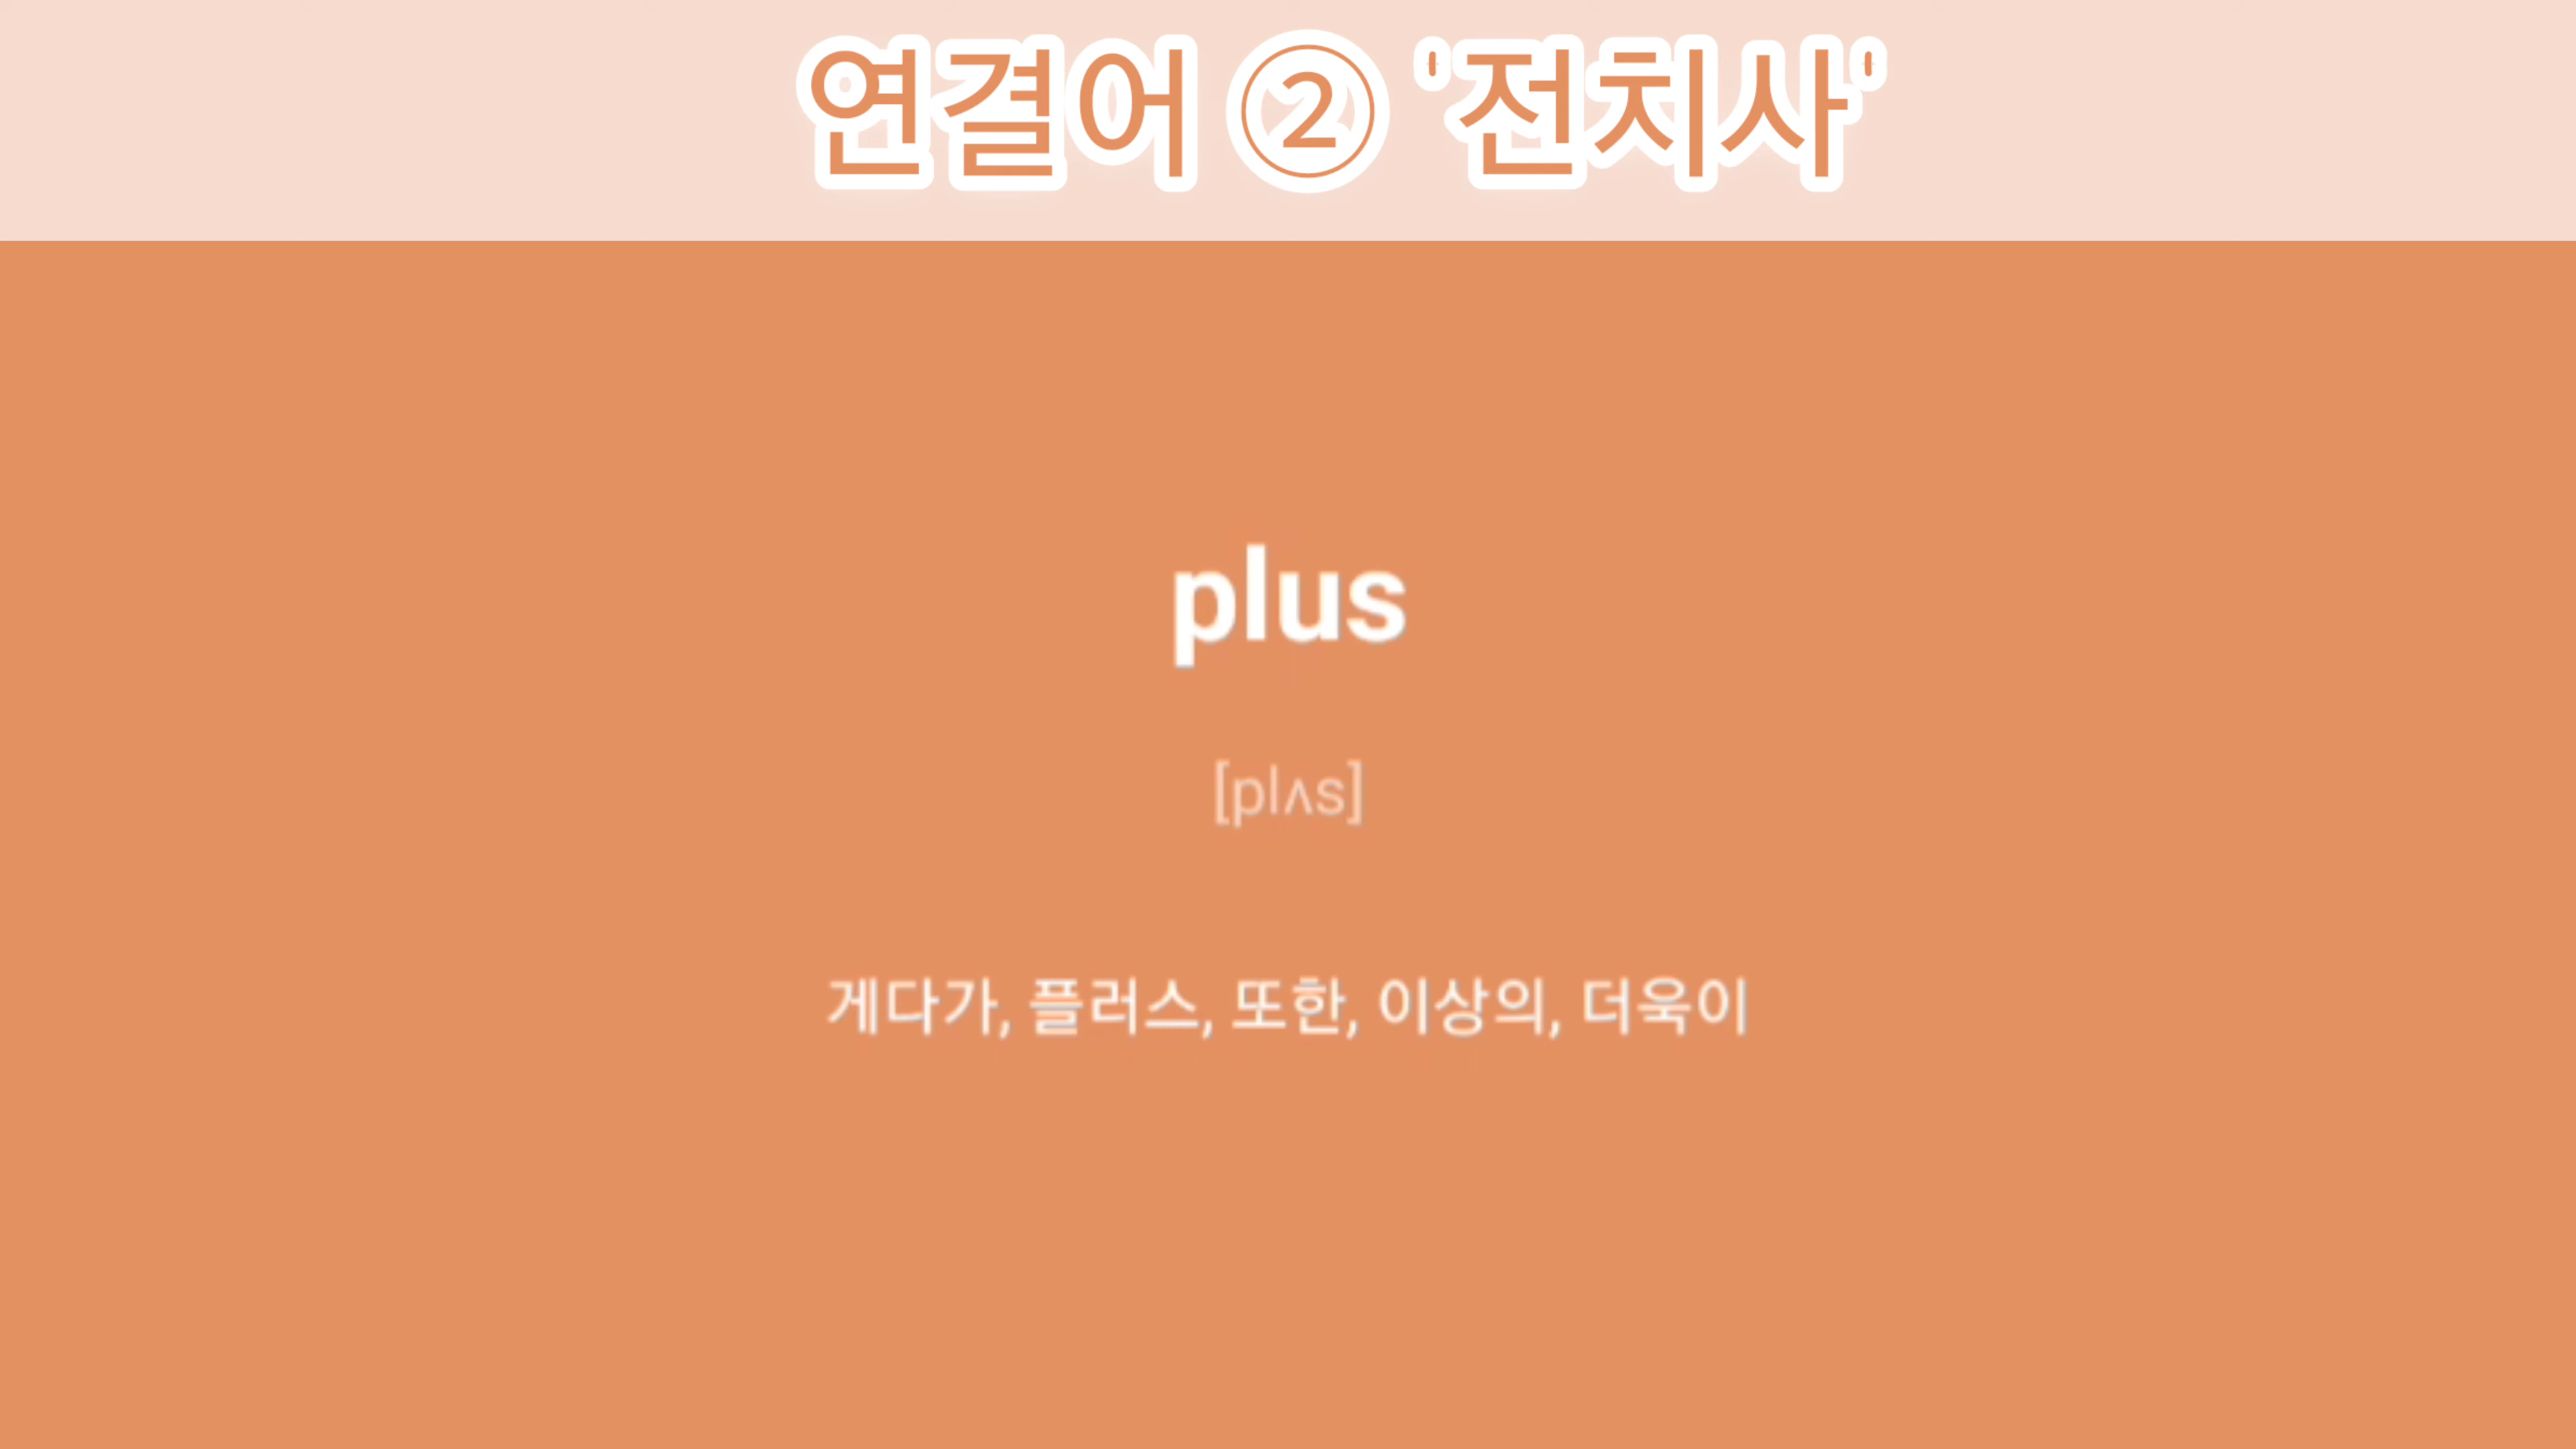 연결어 ② '전치사'
plus
[plʌs]
게다가, 플러스, 또한, 이상의, 더욱이